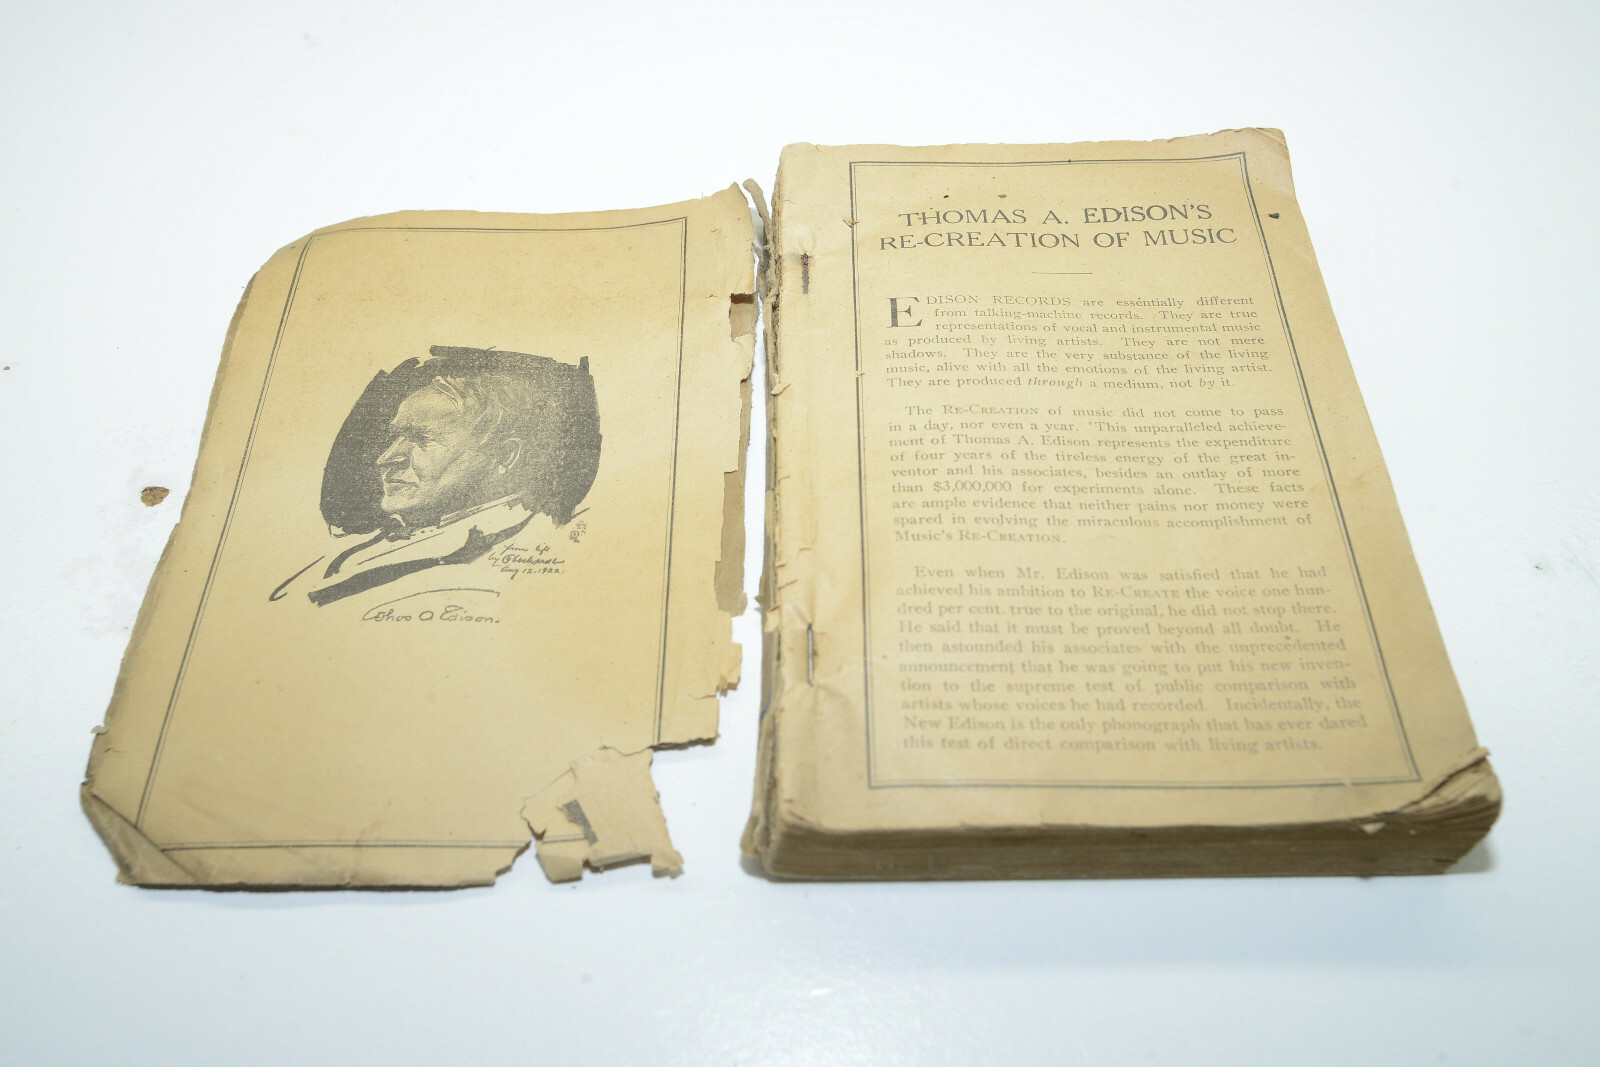 from life
by Eberhardt
Aug 12. 1922.
Thos A Edison.
THOMAS A. EDISON'S
RE-CREATION OF MUSIC
EDISON RECORDS are essentially different
from talking-machine records. They are true
representations of vocal and instrumental music
as produced by living artists. They are not mere
shadows. They are the very substance of the living
music, alive with all the emotions of the living artist.
They are produced through a medium, not by it.
The RE-CREATION of music did not come to pass
in a day, nor even a year. This unparalleled achieve-
ment of Thomas A. Edison represents the expenditure
of four years of the tireless energy of the great in-
ventor and his associates, besides an outlay of more
than $3,000,000 for experiments alone. These facts
are ample evidence that neither pains nor money were
spared in evolving the miraculous accomplishment of
Music's RE-CREATION.
Even when Mr. Edison was satisfied that he had
achieved his ambition to RE-CREATE the voice one hun-
dred per cent. true to the original, he did not stop there.
He said that it must be proved beyond all doubt. He
then astounded his associates with the unprecedented
announcement that he was going to put his new inven-
tion to the supreme test of public comparison with
artists whose voices he had recorded. Incidentally, the
New Edison is the only phonograph that has ever dared
this test of direct comparison with living artists.